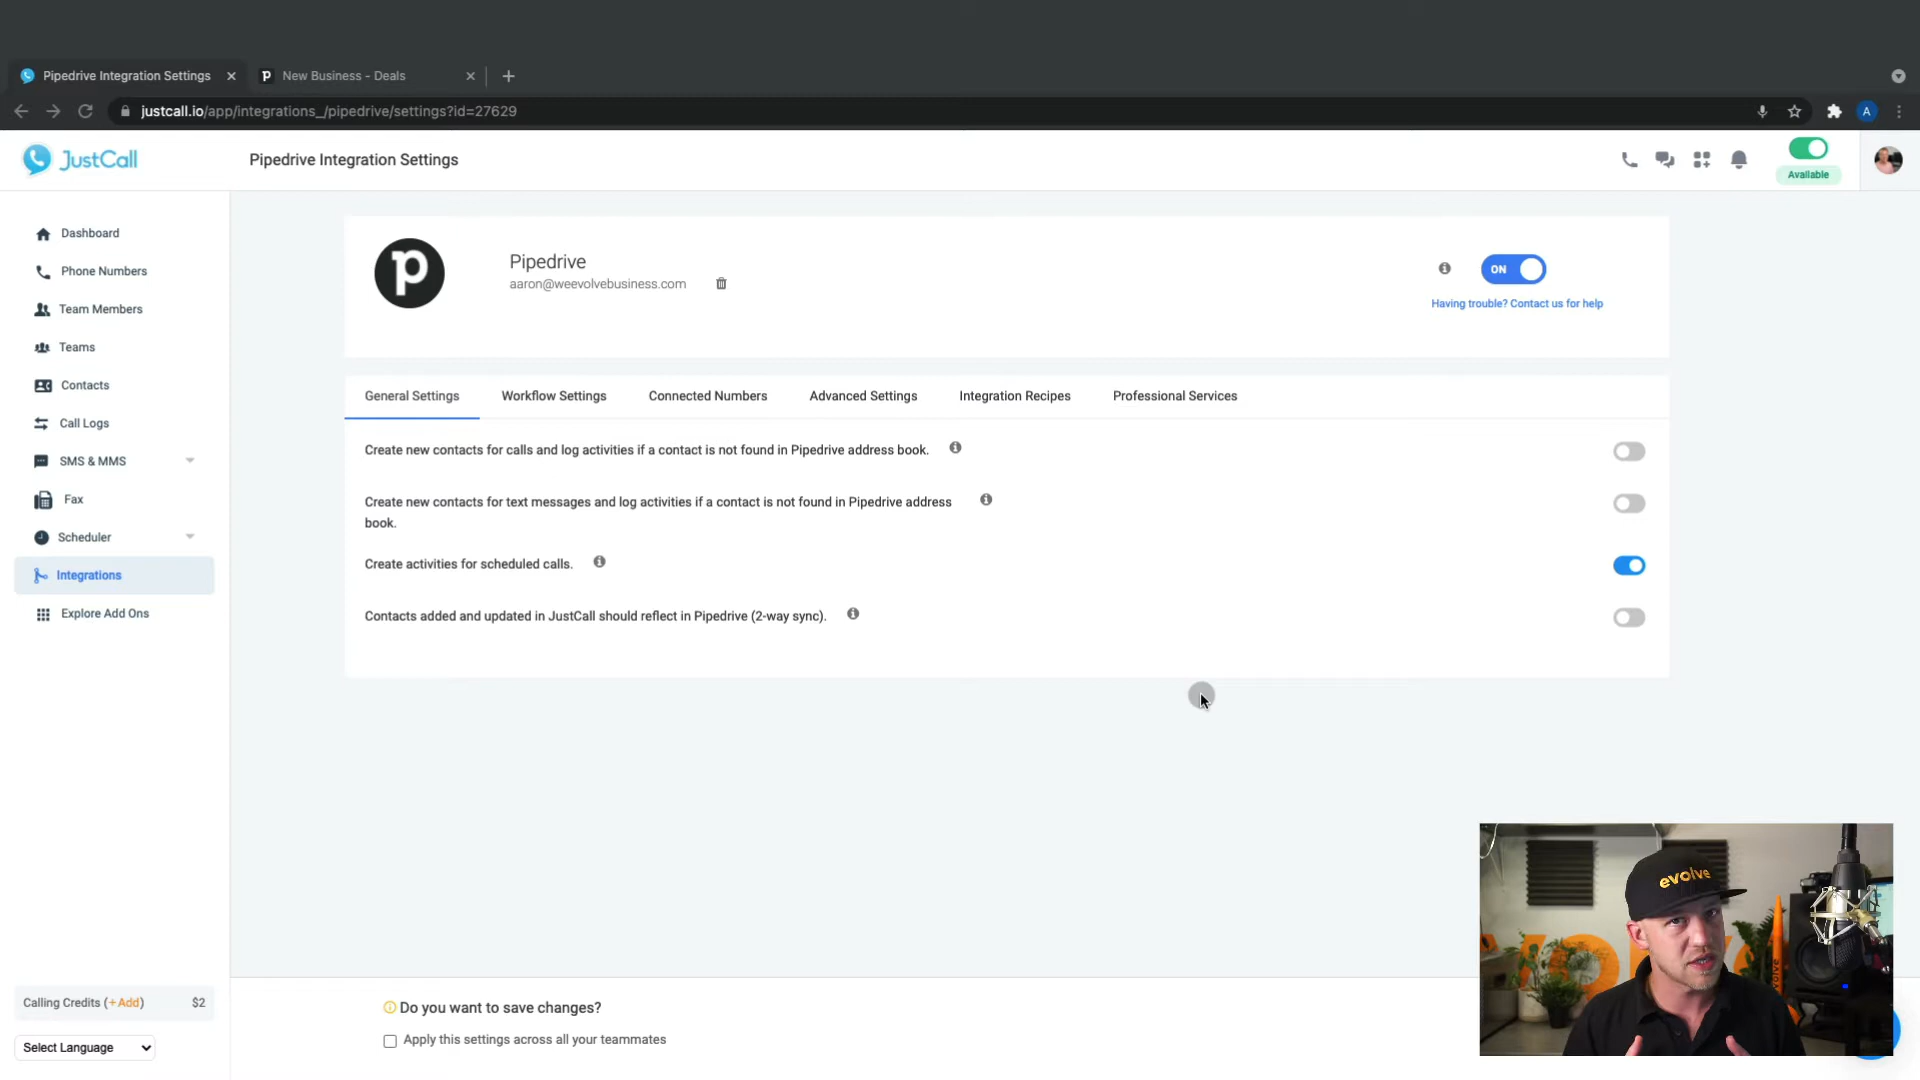 Pipedrive Integration Settings
New Business - Deals
justcall.io/app/integrations_/pipedrive/settings?id=27629
A
JustCall
Pipedrive Integration Settings
Available
Dashboard
Phone Numbers
Team Members
Teams
Contacts
Call Logs
SMS & MMS
Fax
Scheduler
Integrations
Explore Add Ons
Pipedrive
aaron@weevolvebusiness.com
ON
Having trouble? Contact us for help
General Settings
Workflow Settings
Connected Numbers
Advanced Settings
Integration Recipes
Professional Services
Create new contacts for calls and log activities if a contact is not found in Pipedrive address book.
Create new contacts for text messages and log activities if a contact is not found in Pipedrive address
book.
Create activities for scheduled calls.
Contacts added and updated in JustCall should reflect in Pipedrive (2-way sync).
evolve
evolve
Calling Credits (+Add) $2
Select Language
Do you want to save changes?
Apply this settings across all your teammates